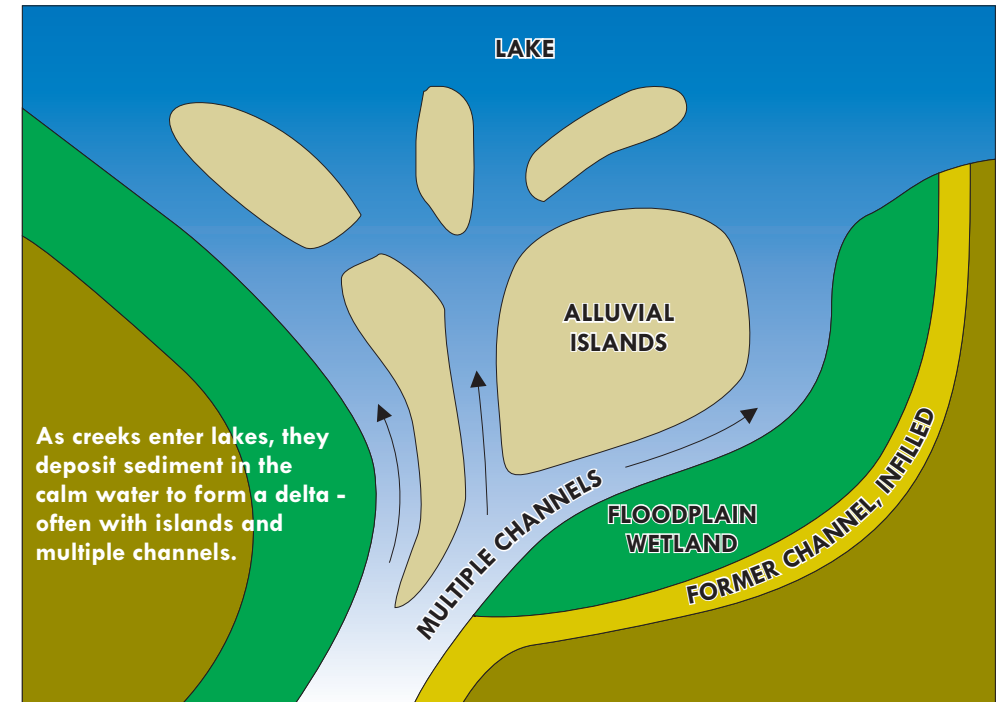 LAKE
ALLUVIAL
ISLANDS
As creeks enter lakes, they
deposit sediment in the
calm water to form a delta -
often with islands and
multiple channels.
MULTIPLE CHANNELS
FLOODPLAIN
WETLAND
FORMER CHANNEL, INFILLED